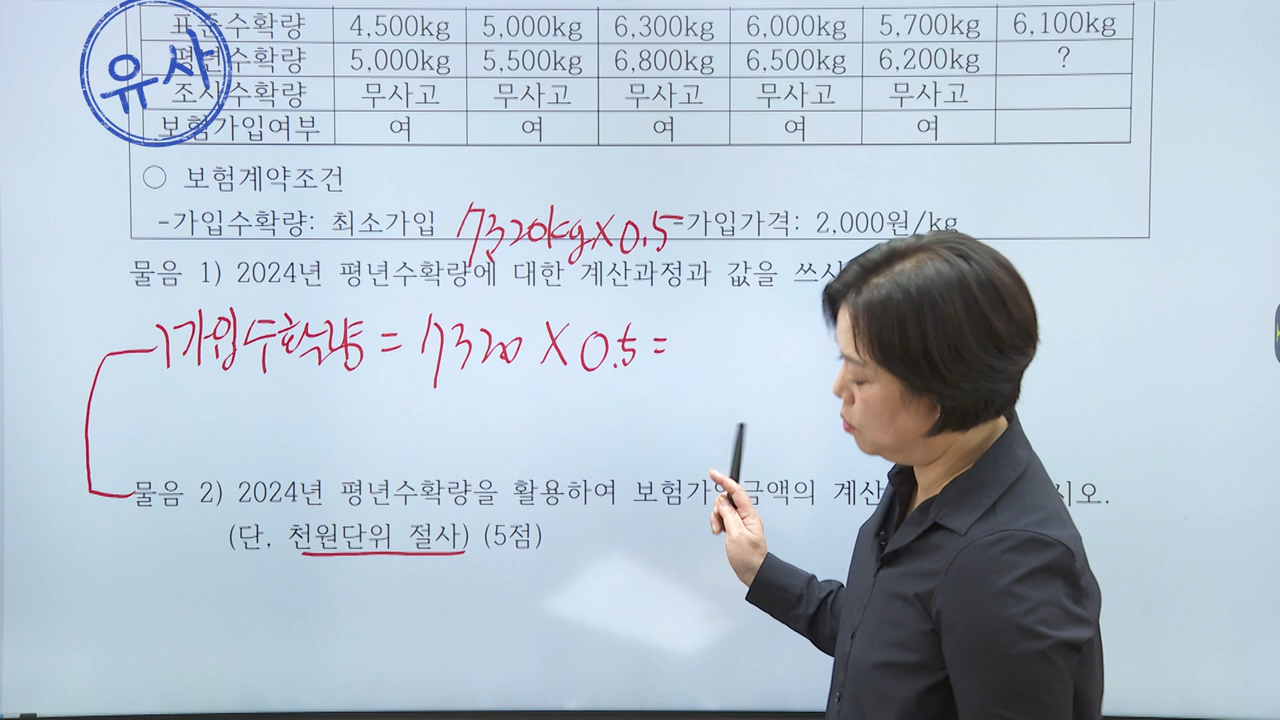 표준수확량 4,500kg 5,000kg 6,300kg 6,000kg 5,700kg 6,100kg
평년수확량 5,000kg 5,500kg 6,800kg 6,500kg 6,200kg ?
조사수확량 무사고 무사고 무사고 무사고 무사고
보험가입여부 여 여 여 여 여
유사
○ 보험계약조건
-가입수확량: 최소가입 7320kg×0.5 -가입가격: 2,000원/kg
물음 1) 2024년 평년수확량에 대한 계산과정과 값을 쓰시
가입수확량 = 7320 × 0.5 =
물음 2) 2024년 평년수확량을 활용하여 보험가입금액의 계산 시오.
(단, 천원단위 절사) (5점)